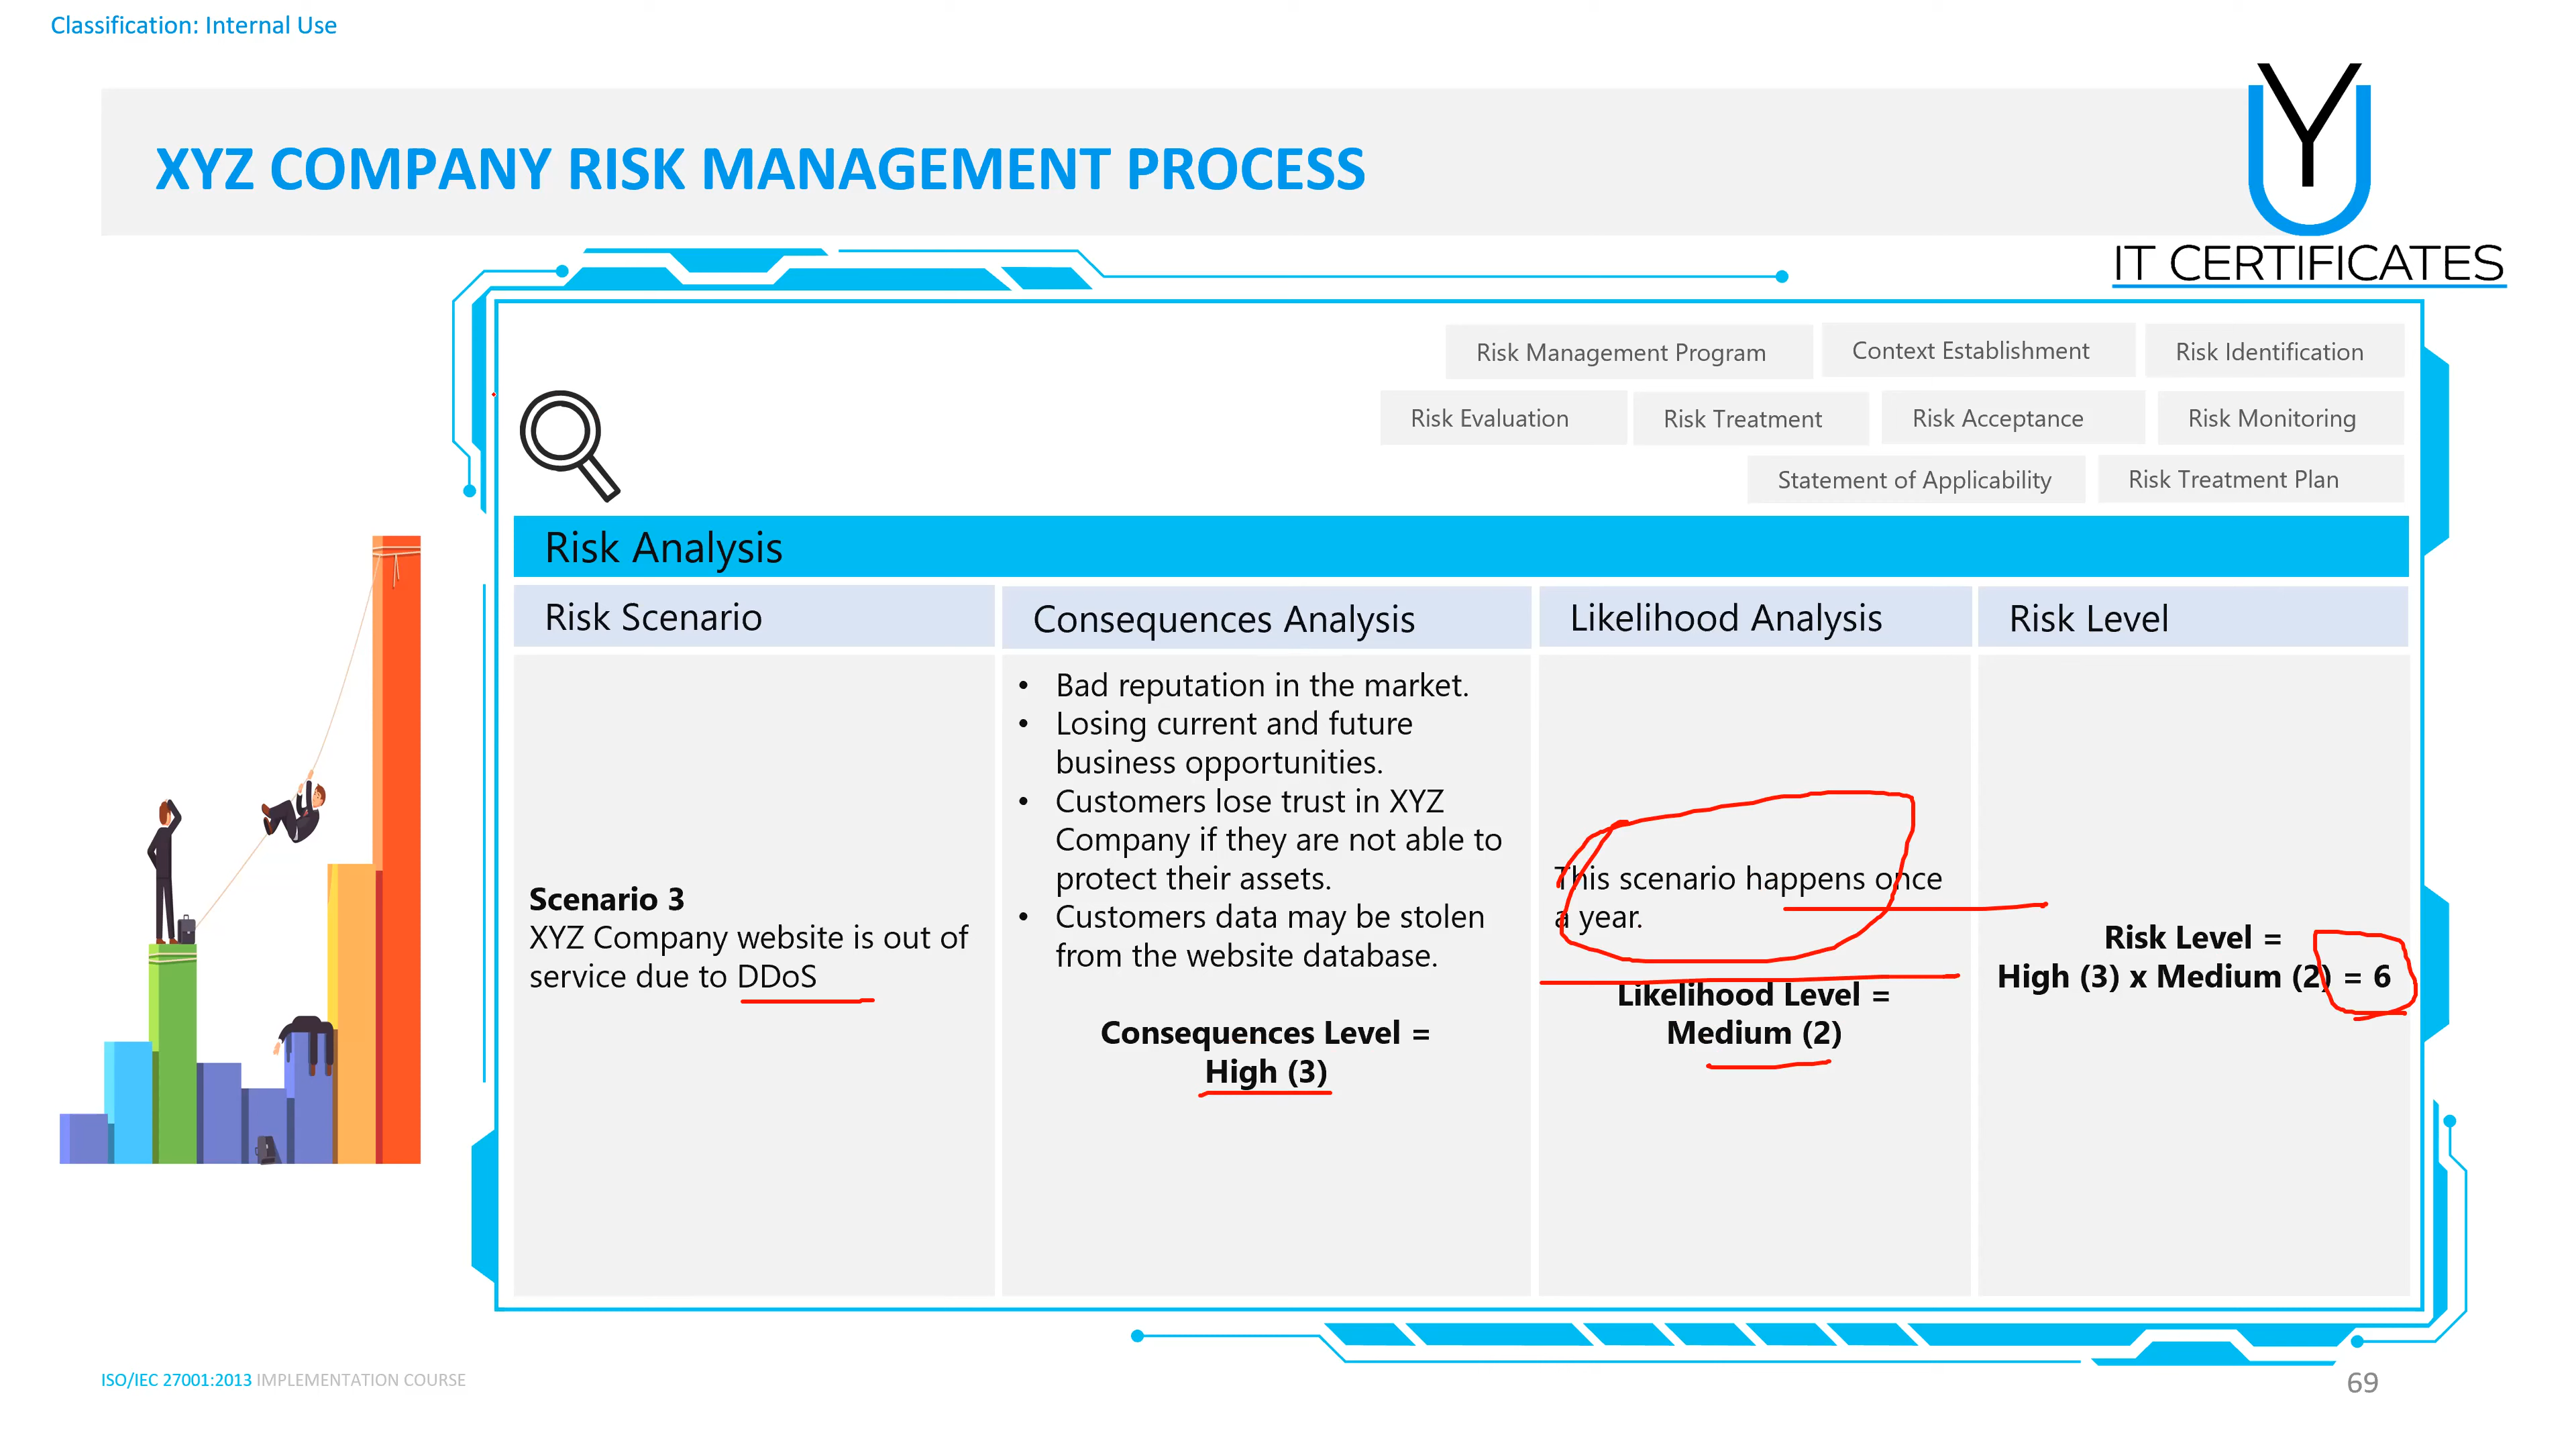 Classification: Internal Use
XYZ COMPANY RISK MANAGEMENT PROCESS
UY
IT CERTIFICATES
Risk Management Program
Context Establishment
Risk Identification
Risk Evaluation
Risk Treatment
Risk Acceptance
Risk Monitoring
Statement of Applicability
Risk Treatment Plan
Risk Analysis
Risk Scenario
Consequences Analysis
Likelihood Analysis
Risk Level
Scenario 3
XYZ Company website is out of
service due to DDoS
• Bad reputation in the market.
• Losing current and future
business opportunities.
• Customers lose trust in XYZ
Company if they are not able to
protect their assets.
• Customers data may be stolen
from the website database.
Consequences Level =
High (3)
This scenario happens once
a year.
Likelihood Level =
Medium (2)
Risk Level =
High (3) x Medium (2) = 6
ISO/IEC 27001:2013 IMPLEMENTATION COURSE
69